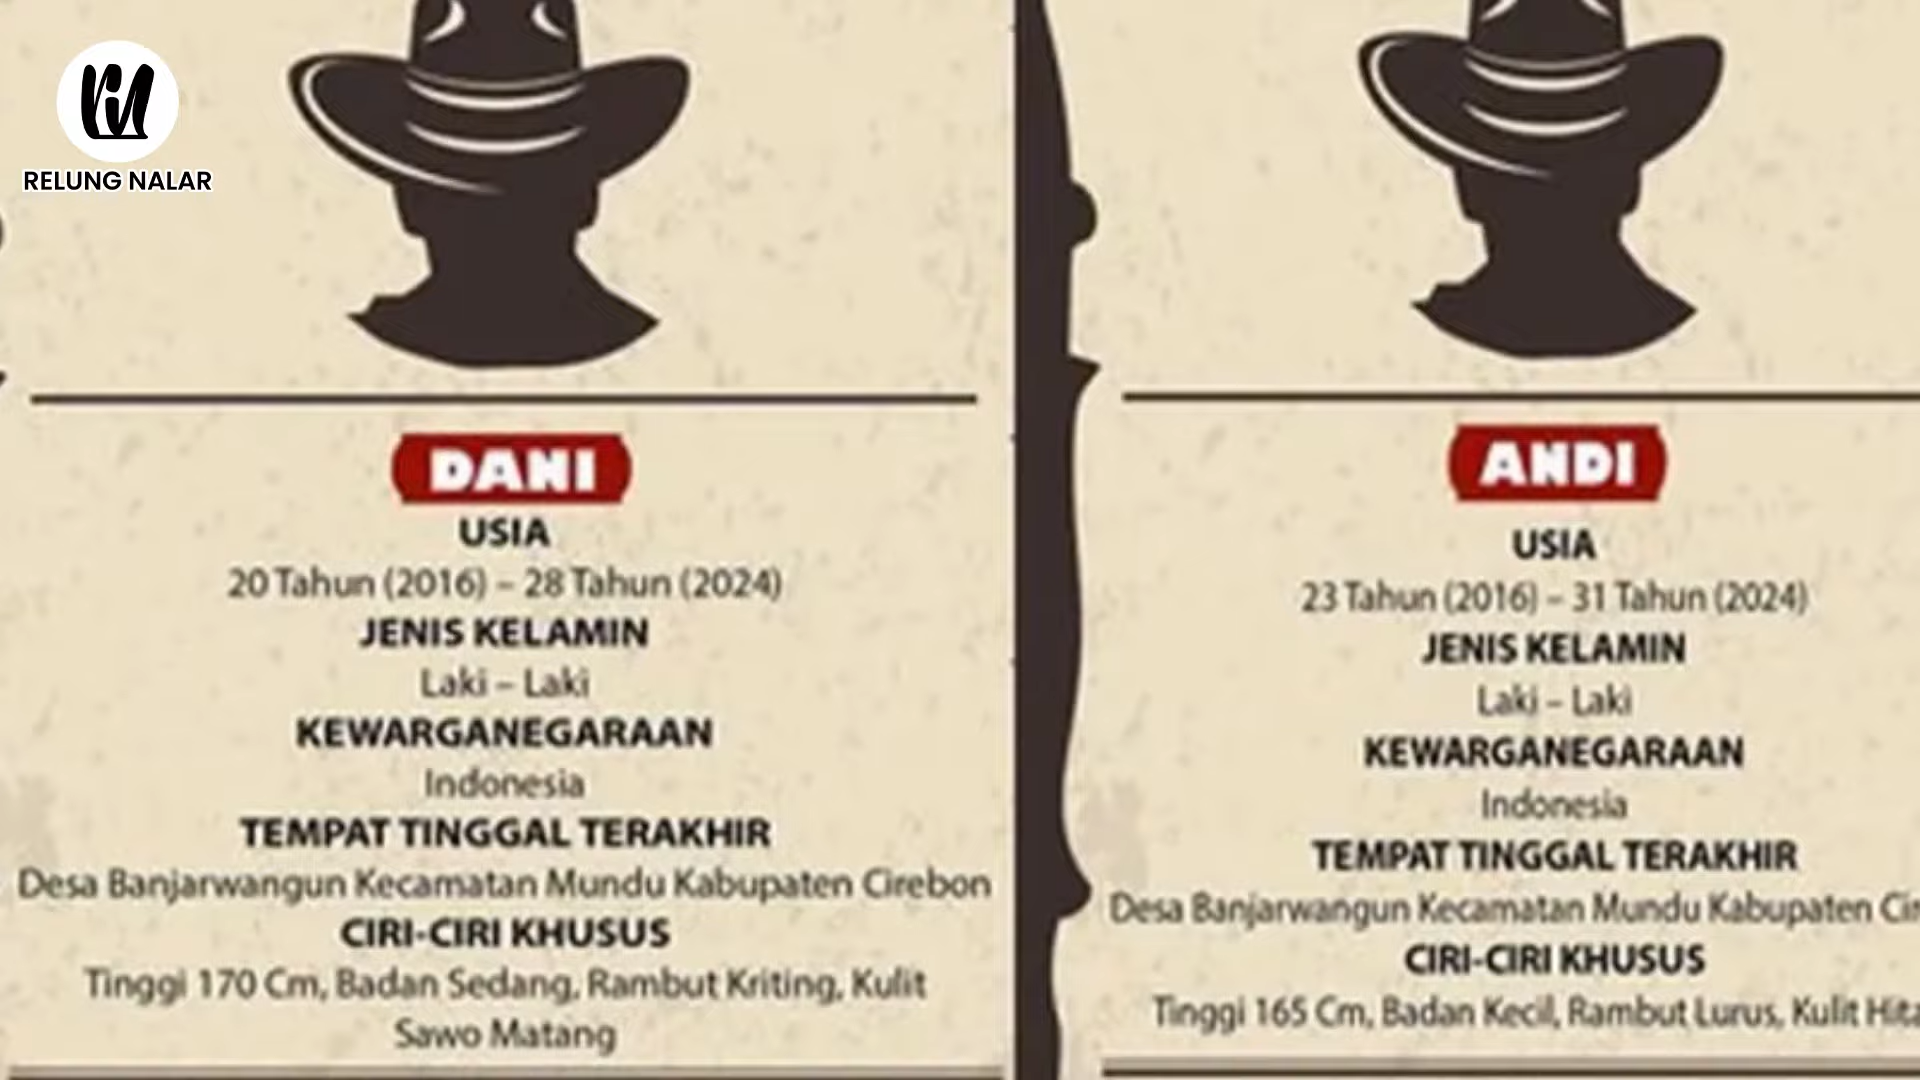 RELUNG NALAR
DANI
USIA
20 Tahun (2016) – 28 Tahun (2024)
JENIS KELAMIN
Laki – Laki
KEWARGANEGARAAN
Indonesia
TEMPAT TINGGAL TERAKHIR
Desa Banjarwangun Kecamatan Mundu Kabupaten Cirebon
CIRI-CIRI KHUSUS
Tinggi 170 Cm, Badan Sedang, Rambut Kriting, Kulit
Sawo Matang
ANDI
USIA
23 Tahun (2016) – 31 Tahun (2024)
JENIS KELAMIN
Laki – Laki
KEWARGANEGARAAN
Indonesia
TEMPAT TINGGAL TERAKHIR
Desa Banjarwangun Kecamatan Mundu Kabupaten
CIRI-CIRI KHUSUS
Tinggi 165 Cm, Badan Kecil, Rambut Lurus, Kulit